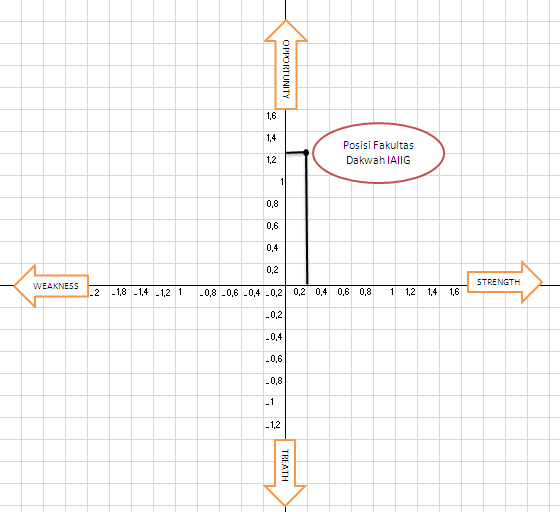 OPPORTUNITY
1,6
1,4
Posisi Fakultas
Dakwah IAIIG
1,2
1
0,8
0,6
0,4
0,2
WEAKNESS
-2 -1,8 -1,4 -1,2 1 -0,8 -0,6 -0,4 -0,2 0,2 0,4 0,6 0,8 1 1,2 1,4 1,6
STRENGTH
-0,2
-0,4
-0,6
-0,8
-1
-1,2
TREATH